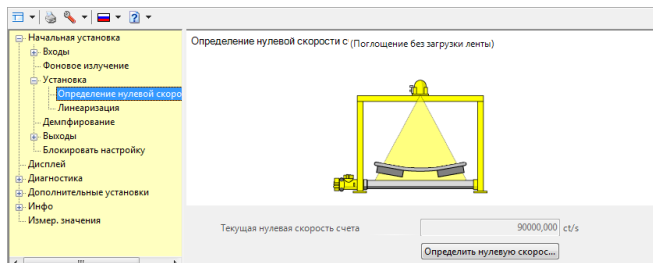 Начальная установка
Входы
Фоновое излучение
Установка
Определение нулевой скоро
Линеаризация
Демпфирование
Выходы
Блокировать настройку
Дисплей
Диагностика
Дополнительные установки
Инфо
Измер. значения
Определение нулевой скорости с (Поглощение без загрузки ленты)
Текущая нулевая скорость счета 90000,000 ct/s
Определить нулевую скорос...